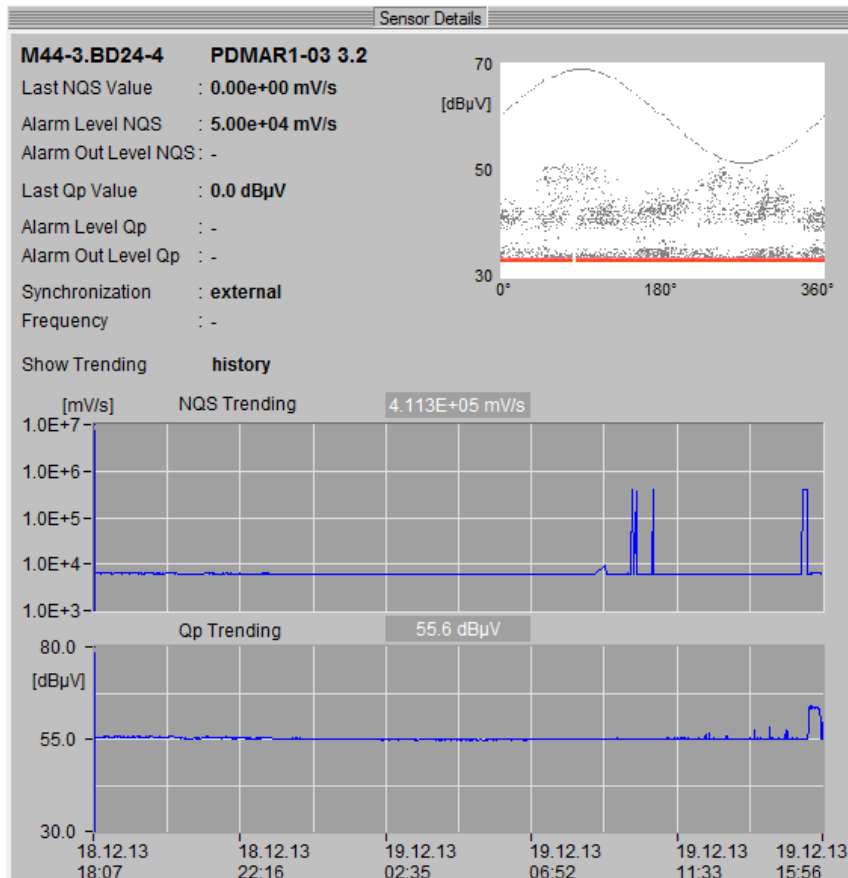 Sensor Details
M44-3.BD24-4 PDMAR1-03 3.2
Last NQS Value : 0.00e+00 mV/s
Alarm Level NQS : 5.00e+04 mV/s
Alarm Out Level NQS : -
Last Qp Value : 0.0 dBµV
Alarm Level Qp : -
Alarm Out Level Qp : -
Synchronization : external
Frequency : -
Show Trending history
70
[dBµV]
50
30
0° 180° 360°
[mV/s] NQS Trending 4.113E+05 mV/s
1.0E+7
1.0E+6
1.0E+5
1.0E+4
1.0E+3
Qp Trending 55.6 dBµV
80.0
[dBµV]
55.0
30.0
18.12.13 18.12.13 19.12.13 19.12.13 19.12.13 19.12.13
18:07 22:16 02:35 06:52 11:33 15:56